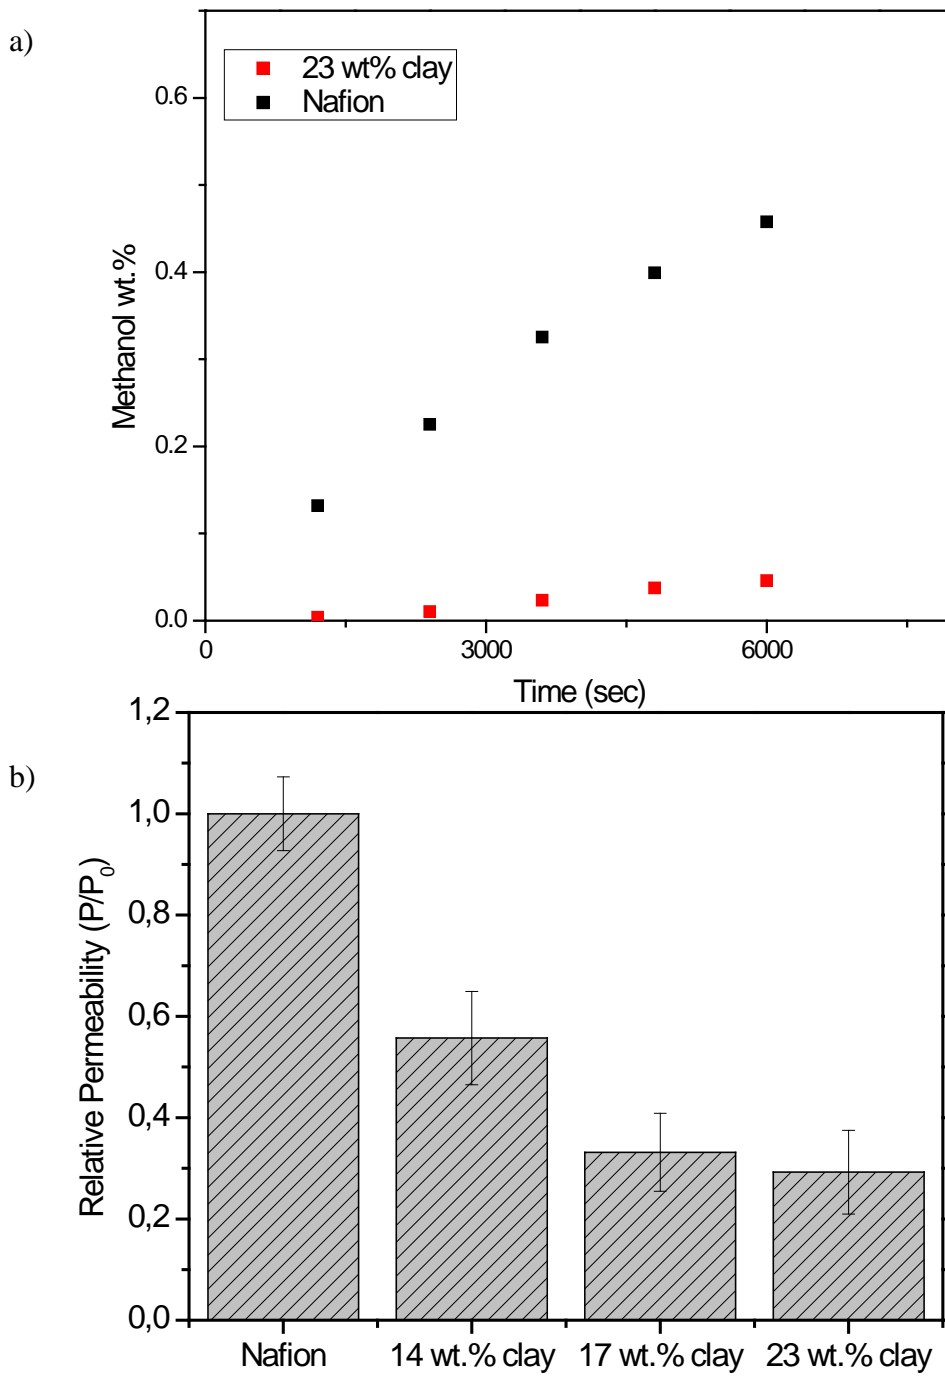 a)
23 wt% clay
Nafion
0.6
0.4
0.2
0.0
Methanol wt.%
0 3000 6000
Time (sec)
b)
1,2
1,0
0,8
0,6
0,4
0,2
0,0
Relative Permeability (P/P₀)
Nafion 14 wt.% clay 17 wt.% clay 23 wt.% clay